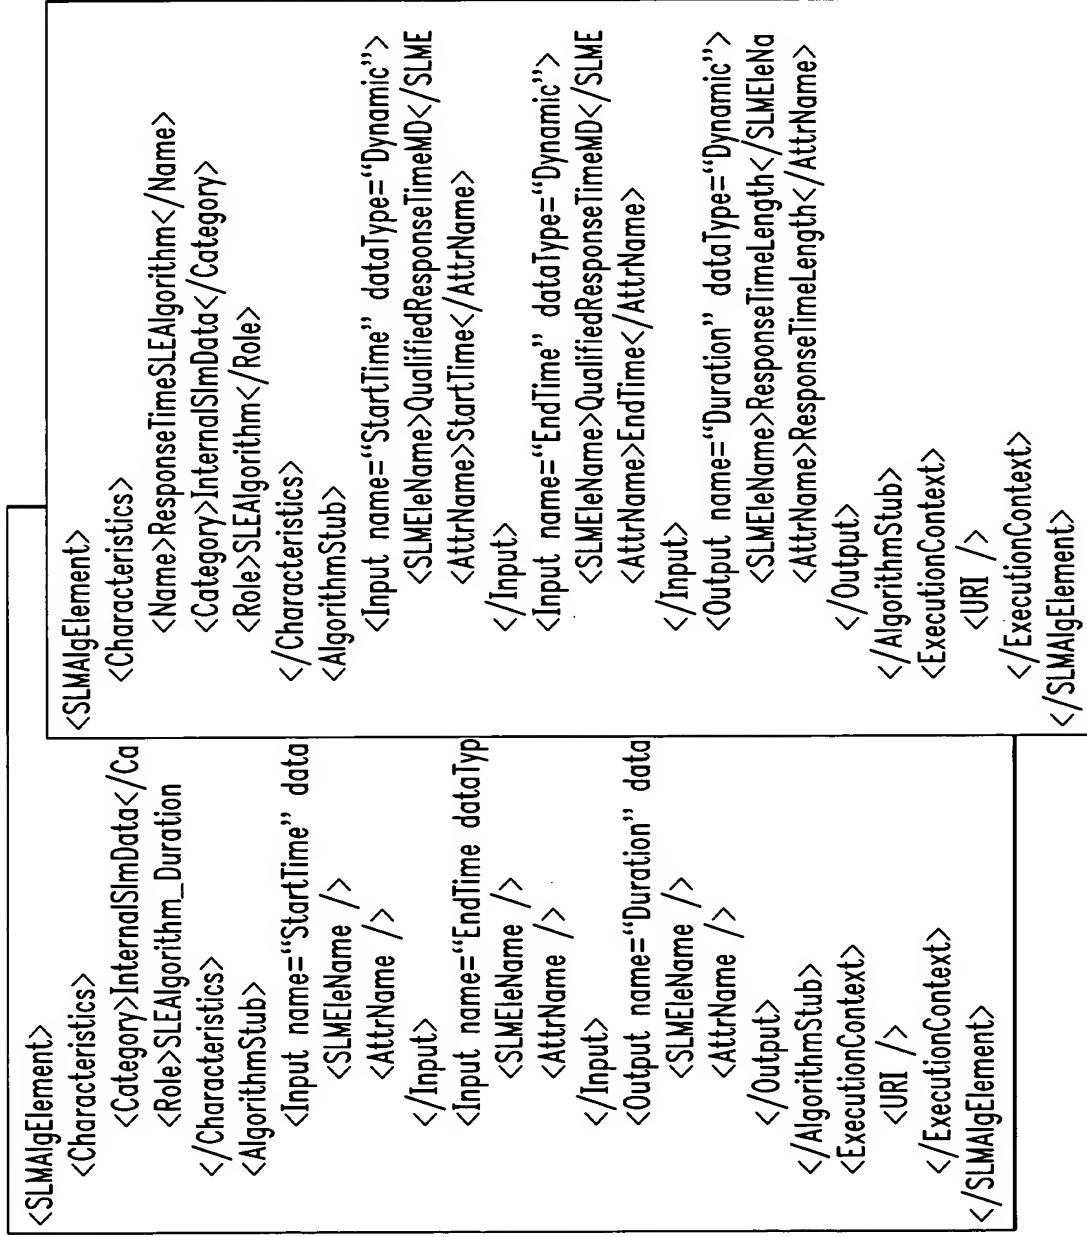 <SLMAlgElement>
<Characteristics>
<Category>InternalSlmData</Ca
<Role>SLEAlgorithm_Duration
</Characteristics>
<AlgorithmStub>
<Input name=“StartTime” data
<SLMEleName />
<AttrName />
</Input>
<Input name=“EndTime dataTyp
<SLMEleName />
<AttrName />
</Input>
<Output name=“Duration” data
<SLMEleName />
<AttrName />
</Output>
</AlgorithmStub>
<ExecutionContext>
<URI />
</ExecutionContext>
</SLMAlgElement>
<SLMAlgElement>
<Characteristics>
<Name>ResponseTimeSLEAlgorithm</Name>
<Category>InternalSlmData</Category>
<Role>SLEAlgorithm</Role>
</Characteristics>
<AlgorithmStub>
<Input name=“StartTime” dataType=“Dynamic”>
<SLMEleName>QualifiedResponseTimeMD</SLME
<AttrName>StartTime</AttrName>
</Input>
<Input name=“EndTime” dataType=“Dynamic”>
<SLMEleName>QualifiedResponseTimeMD</SLME
<AttrName>EndTime</AttrName>
</Input>
<Output name=“Duration” dataType=“Dynamic”>
<SLMEleName>ResponseTimeLength</SLMEleNa
<AttrName>ResponseTimeLength</AttrName>
</Output>
</AlgorithmStub>
<ExecutionContext>
<URI />
</ExecutionContext>
</SLMAlgElement>